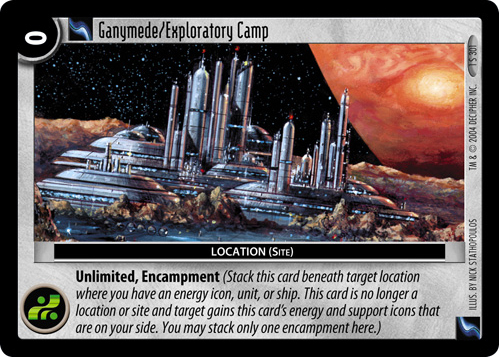 0
Ganymede/Exploratory Camp
1 S 301
TM & © 2004 DECIPHER INC.
ILLUS. BY NICK STATHOPOULOS
LOCATION (SITE)
Unlimited, Encampment (Stack this card beneath target location
where you have an energy icon, unit, or ship. This card is no longer a
location or site and target gains this card's energy and support icons that
are on your side. You may stack only one encampment here.)